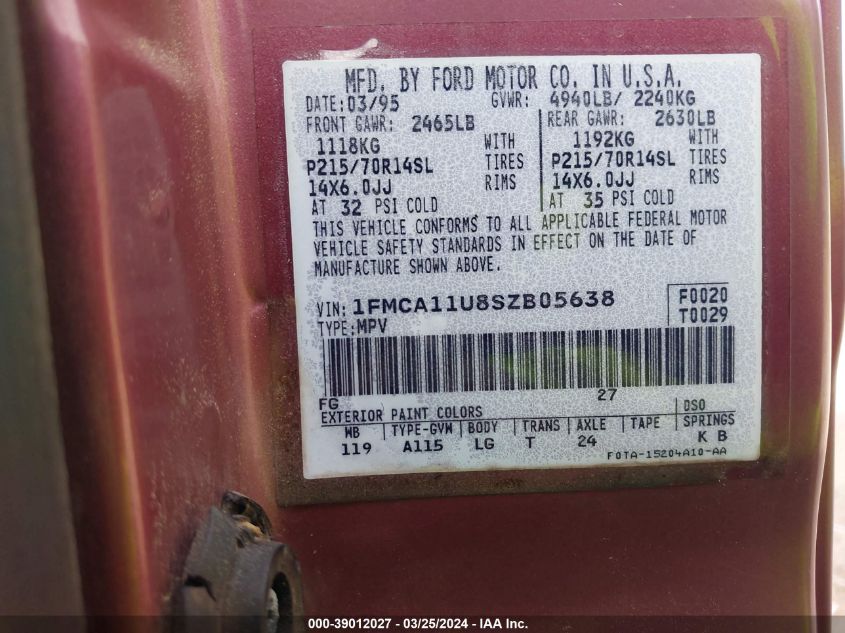 MFD. BY FORD MOTOR CO. IN U.S.A.
DATE: 03/95 GVWR: 4940LB/ 2240KG
FRONT GAWR: 2465LB REAR GAWR: 2630LB
1118KG WITH 1192KG WITH
P215/70R14SL TIRES P215/70R14SL TIRES
14X6.0JJ RIMS 14X6.0JJ RIMS
AT 32 PSI COLD AT 35 PSI COLD
THIS VEHICLE CONFORMS TO ALL APPLICABLE FEDERAL MOTOR
VEHICLE SAFETY STANDARDS IN EFFECT ON THE DATE OF
MANUFACTURE SHOWN ABOVE.
VIN: 1FMCA11U8SZB05638 F0020
TYPE: MPV T0029
FG 27
EXTERIOR PAINT COLORS DSO
WB TYPE-GVW BODY TRANS AXLE TAPE SPRINGS
119 A115 LG T 24 K B
F0TA-15204A10-AA
000-39012027 - 03/25/2024 - IAA Inc.